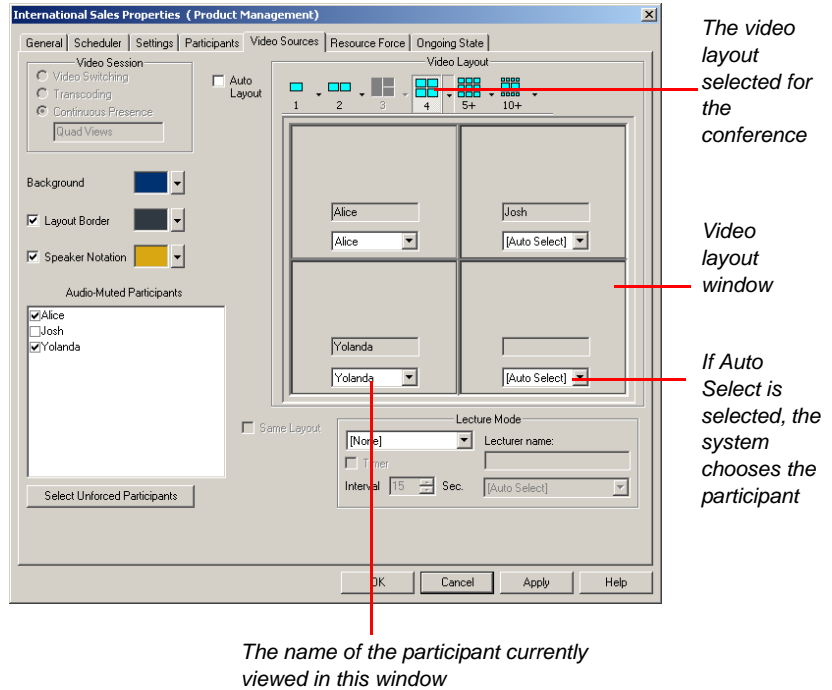 International Sales Properties ( Product Management)
General Scheduler Settings Participants Video Sources Resource Force Ongoing State
Video Session
Video Switching
Transcoding
Continuous Presence
Quad Views
Auto
Layout
Video Layout
1 2 3 4 5+ 10+
Background
Layout Border
Speaker Notation
Audio-Muted Participants
Alice
Josh
Yolanda
Select Unforced Participants
Alice
Alice
Josh
[Auto Select]
Yolanda
Yolanda
[Auto Select]
Same Layout
Lecture Mode
[None]
Lecturer name:
Timer
Interval 15 Sec.
[Auto Select]
OK Cancel Apply Help
The video
layout
selected for
the
conference
Video
layout
window
If Auto
Select is
selected, the
system
chooses the
participant
The name of the participant currently
viewed in this window